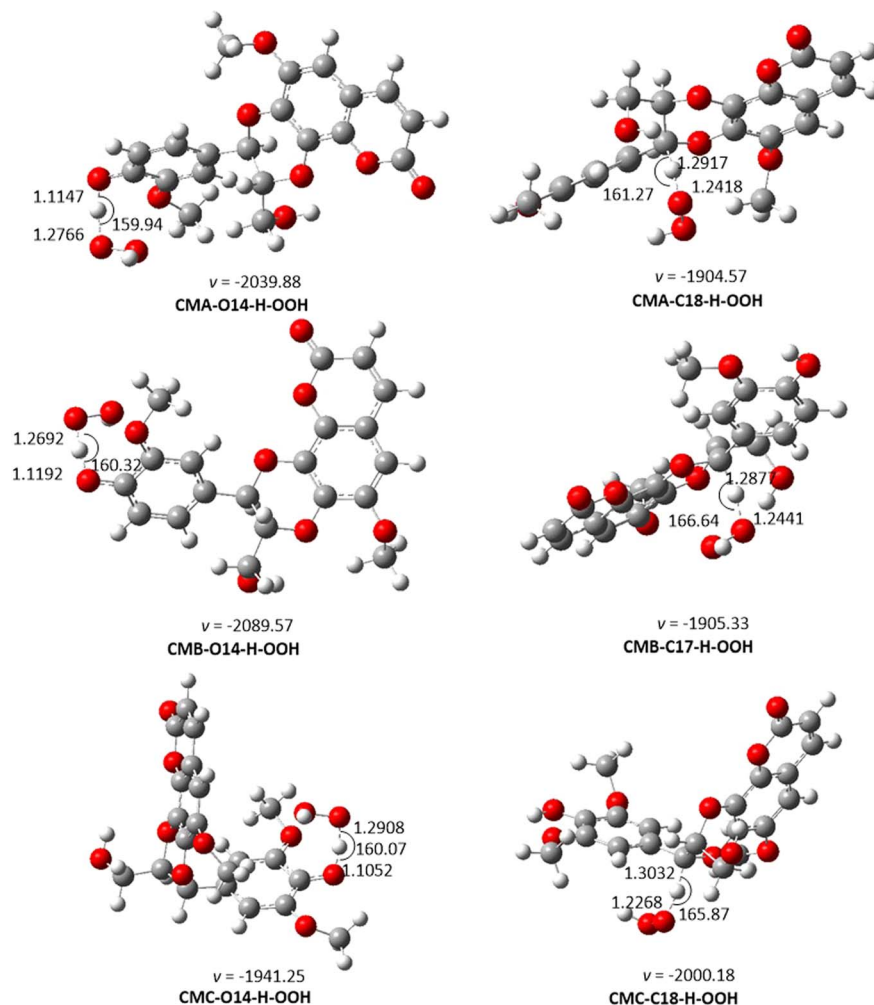 1.1147
159.94
1.2766
ν = -2039.88
CMA-O14-H-OOH
1.2917
161.27
1.2418
ν = -1904.57
CMA-C18-H-OOH
1.2692
1.1192
160.32
ν = -2089.57
CMB-O14-H-OOH
1.2877
166.64
1.2441
ν = -1905.33
CMB-C17-H-OOH
1.2908
160.07
1.1052
ν = -1941.25
CMC-O14-H-OOH
1.3032
1.2268
165.87
ν = -2000.18
CMC-C18-H-OOH